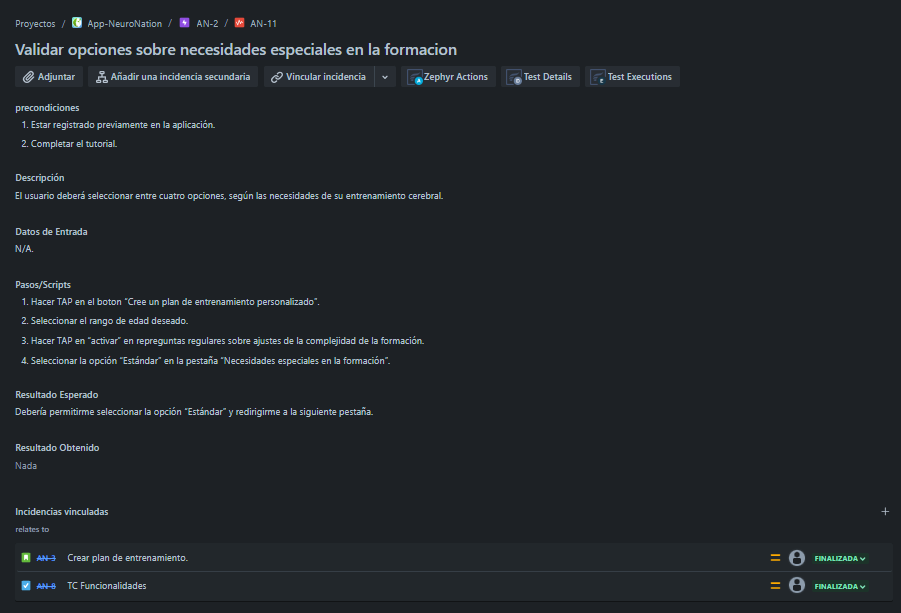 Proyectos / App-NeuroNation / AN-2 / AN-11
Validar opciones sobre necesidades especiales en la formacion
Adjuntar Añadir una incidencia secundaria Vincular incidencia Zephyr Actions Test Details Test Executions
precondiciones
1. Estar registrado previamente en la aplicación.
2. Completar el tutorial.
Descripción
El usuario deberá seleccionar entre cuatro opciones, según las necesidades de su entrenamiento cerebral.
Datos de Entrada
N/A.
Pasos/Scripts
1. Hacer TAP en el boton "Cree un plan de entrenamiento personalizado".
2. Seleccionar el rango de edad deseado.
3. Hacer TAP en "activar" en repreguntas regulares sobre ajustes de la complejidad de la formación.
4. Seleccionar la opción "Estándar" en la pestaña "Necesidades especiales en la formación".
Resultado Esperado
Debería permitirme seleccionar la opción "Estándar" y redirigirme a la siguiente pestaña.
Resultado Obtenido
Nada
Incidencias vinculadas
relates to
AN-3 Crear plan de entrenamiento. FINALIZADA
AN-8 TC Funcionalidades FINALIZADA